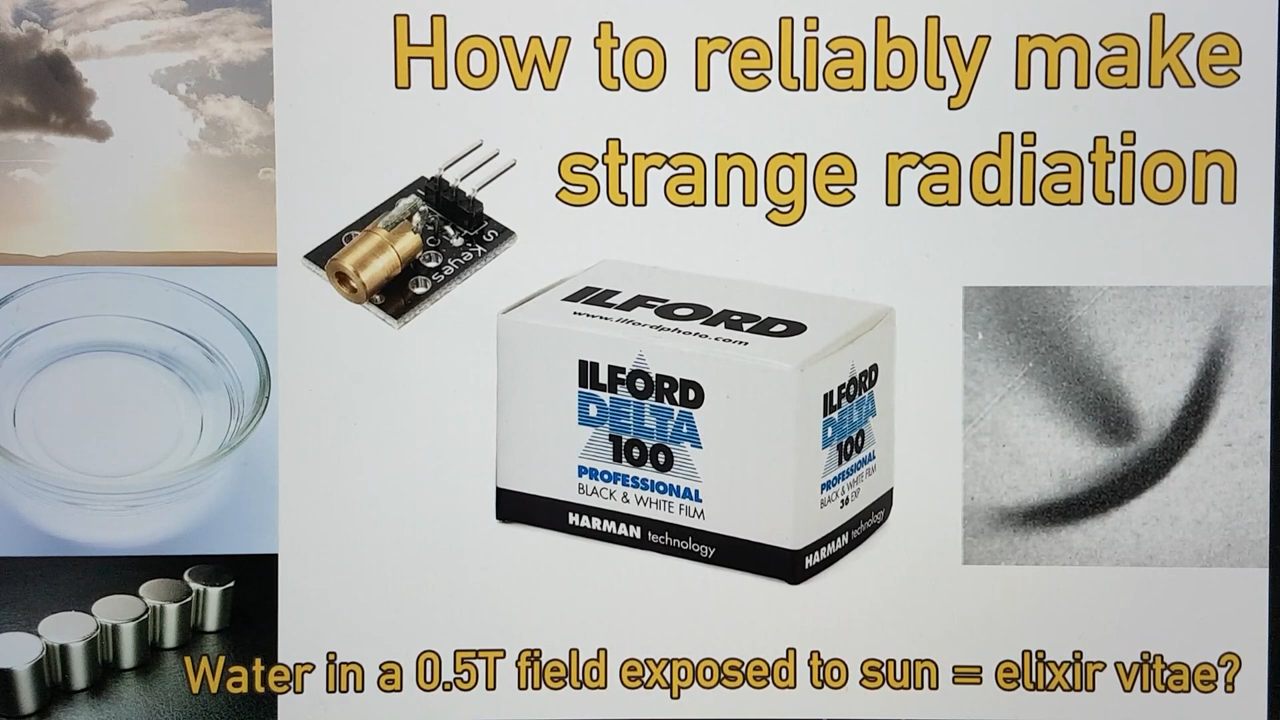 How to reliably make
strange radiation
S Keyes
ILFORD
www.ilfordphoto.com
ILFORD
DELTA
100
PROFESSIONAL
BLACK & WHITE FILM
HARMAN technology
ILFORD
DELTA
100
PROFESSIONAL
BLACK & WHITE FILM
36 EXP
HARMAN technology
Water in a 0.5T field exposed to sun = elixir vitae?